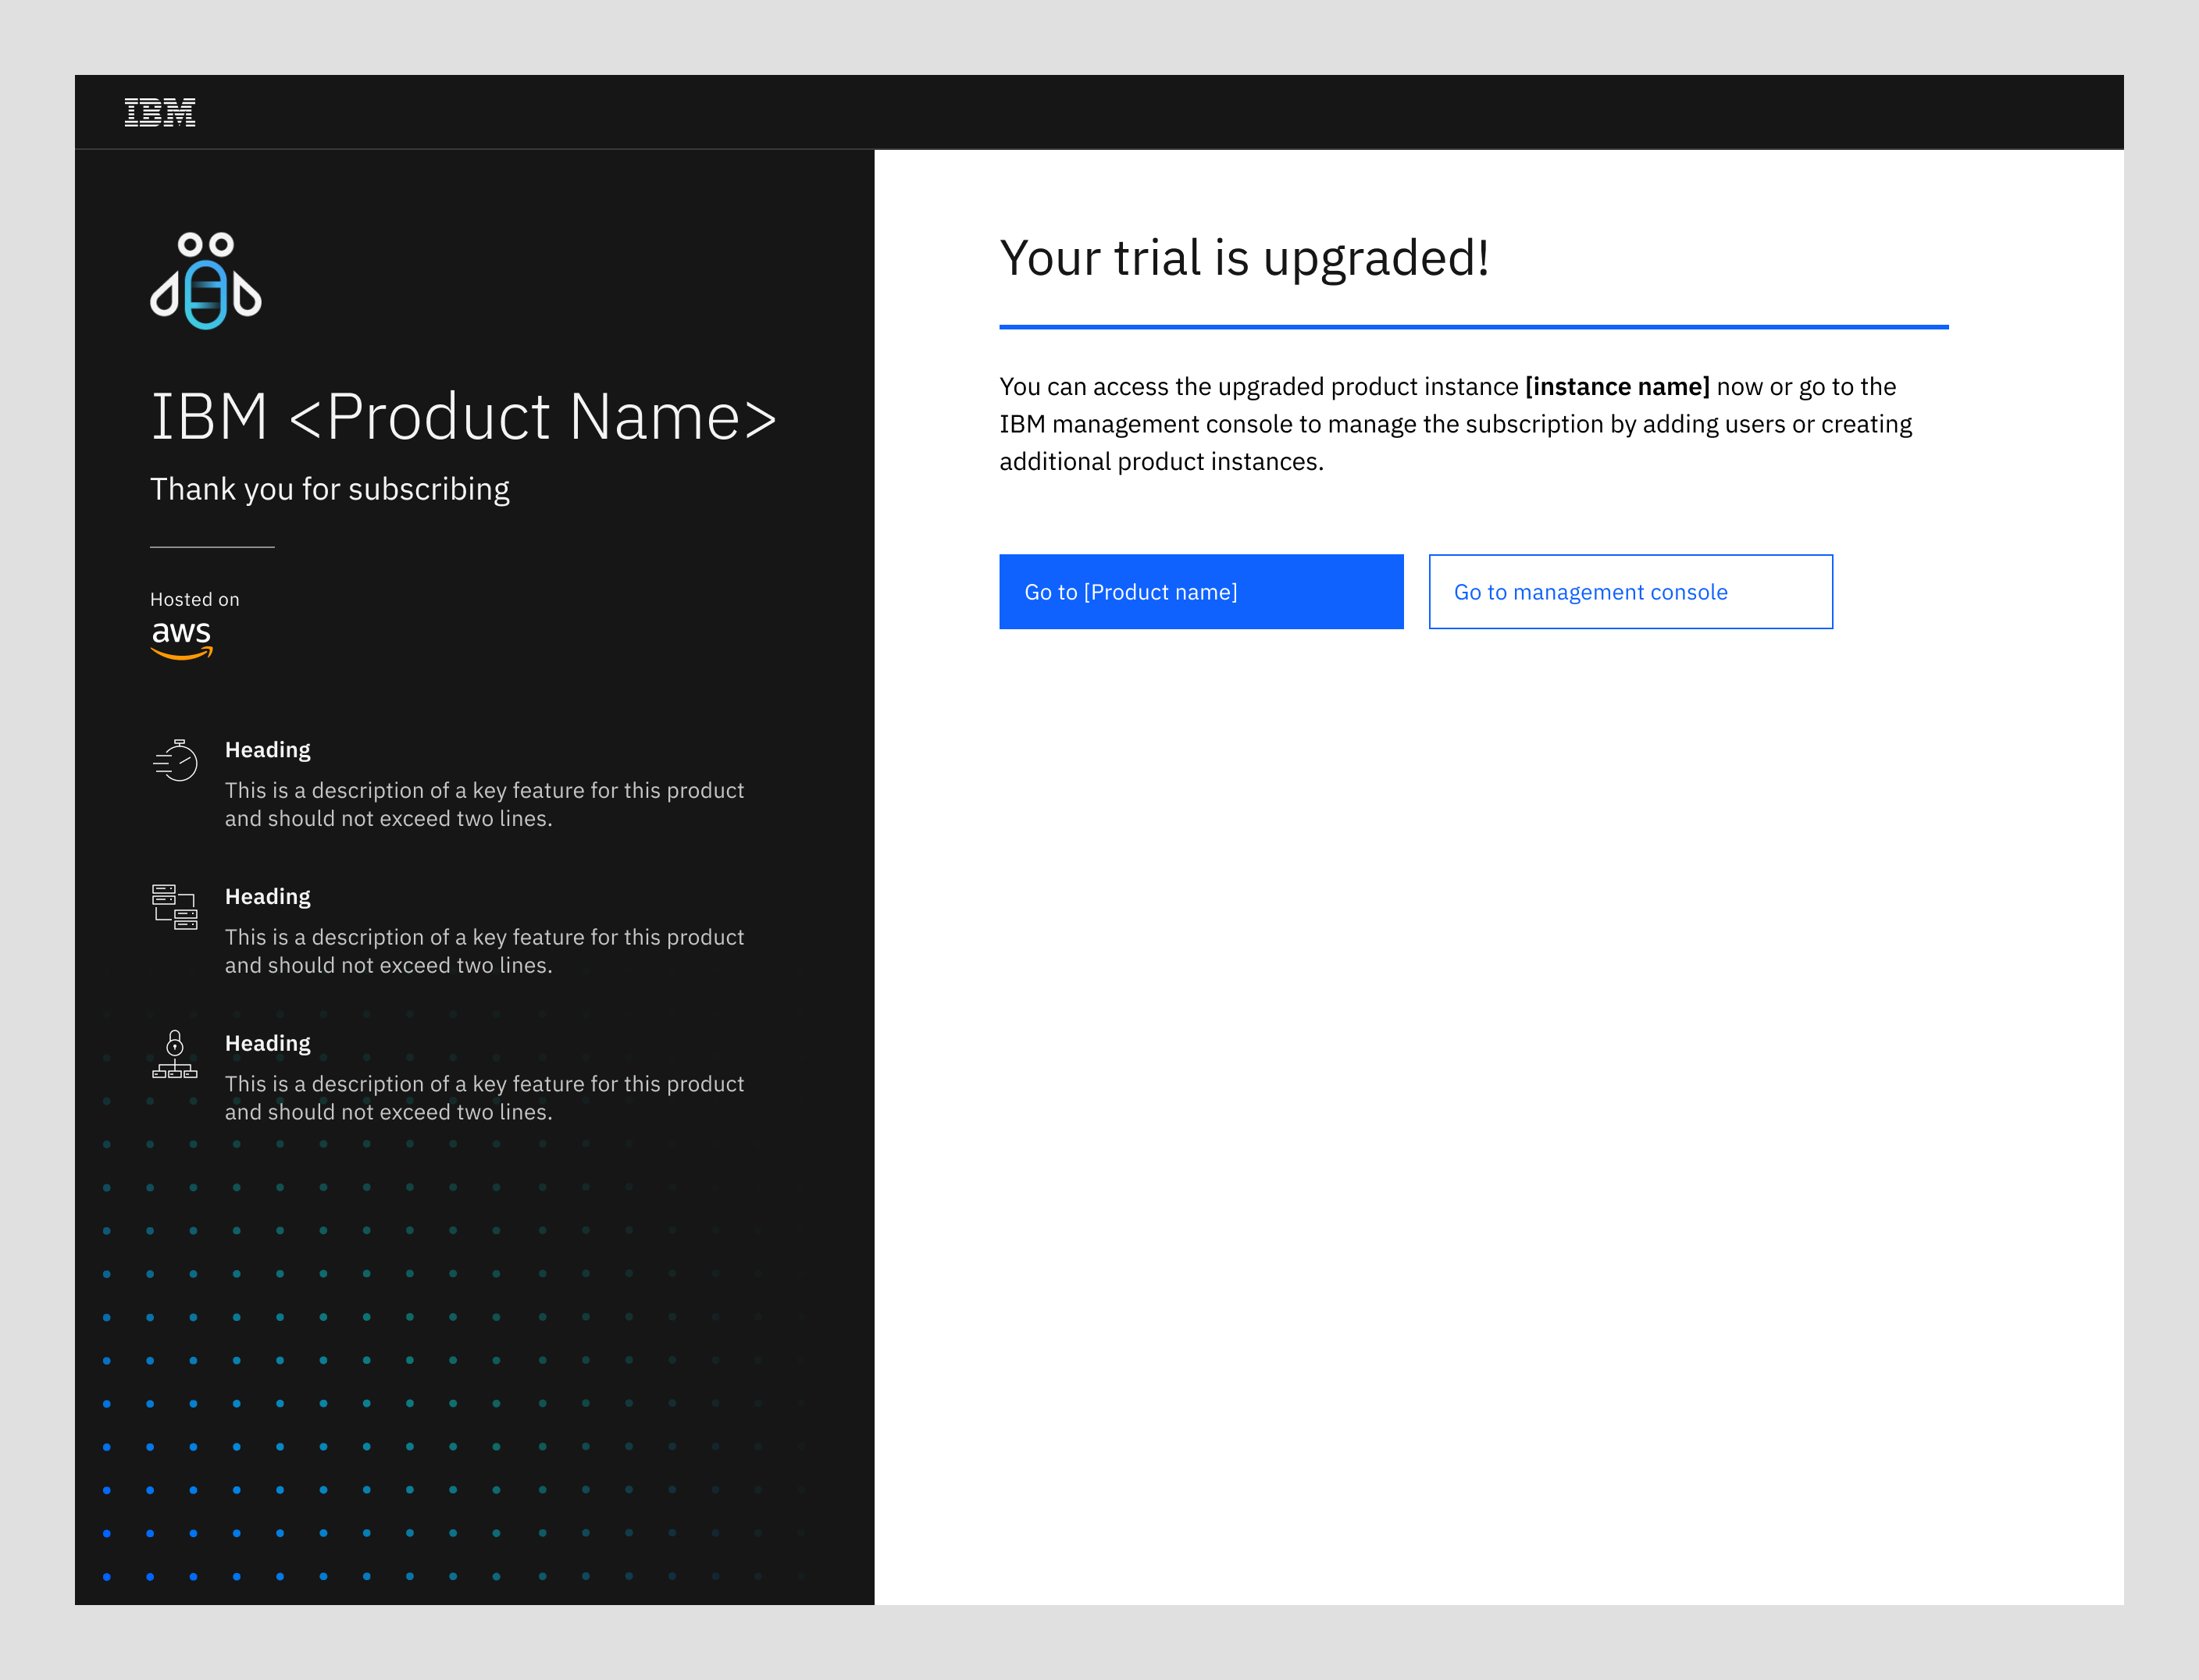 IBM
IBM <Product Name>
Thank you for subscribing
Hosted on
aws
Heading
This is a description of a key feature for this product
and should not exceed two lines.
Heading
This is a description of a key feature for this product
and should not exceed two lines.
Heading
This is a description of a key feature for this product
and should not exceed two lines.
Your trial is upgraded!
You can access the upgraded product instance [instance name] now or go to the
IBM management console to manage the subscription by adding users or creating
additional product instances.
Go to [Product name]
Go to management console